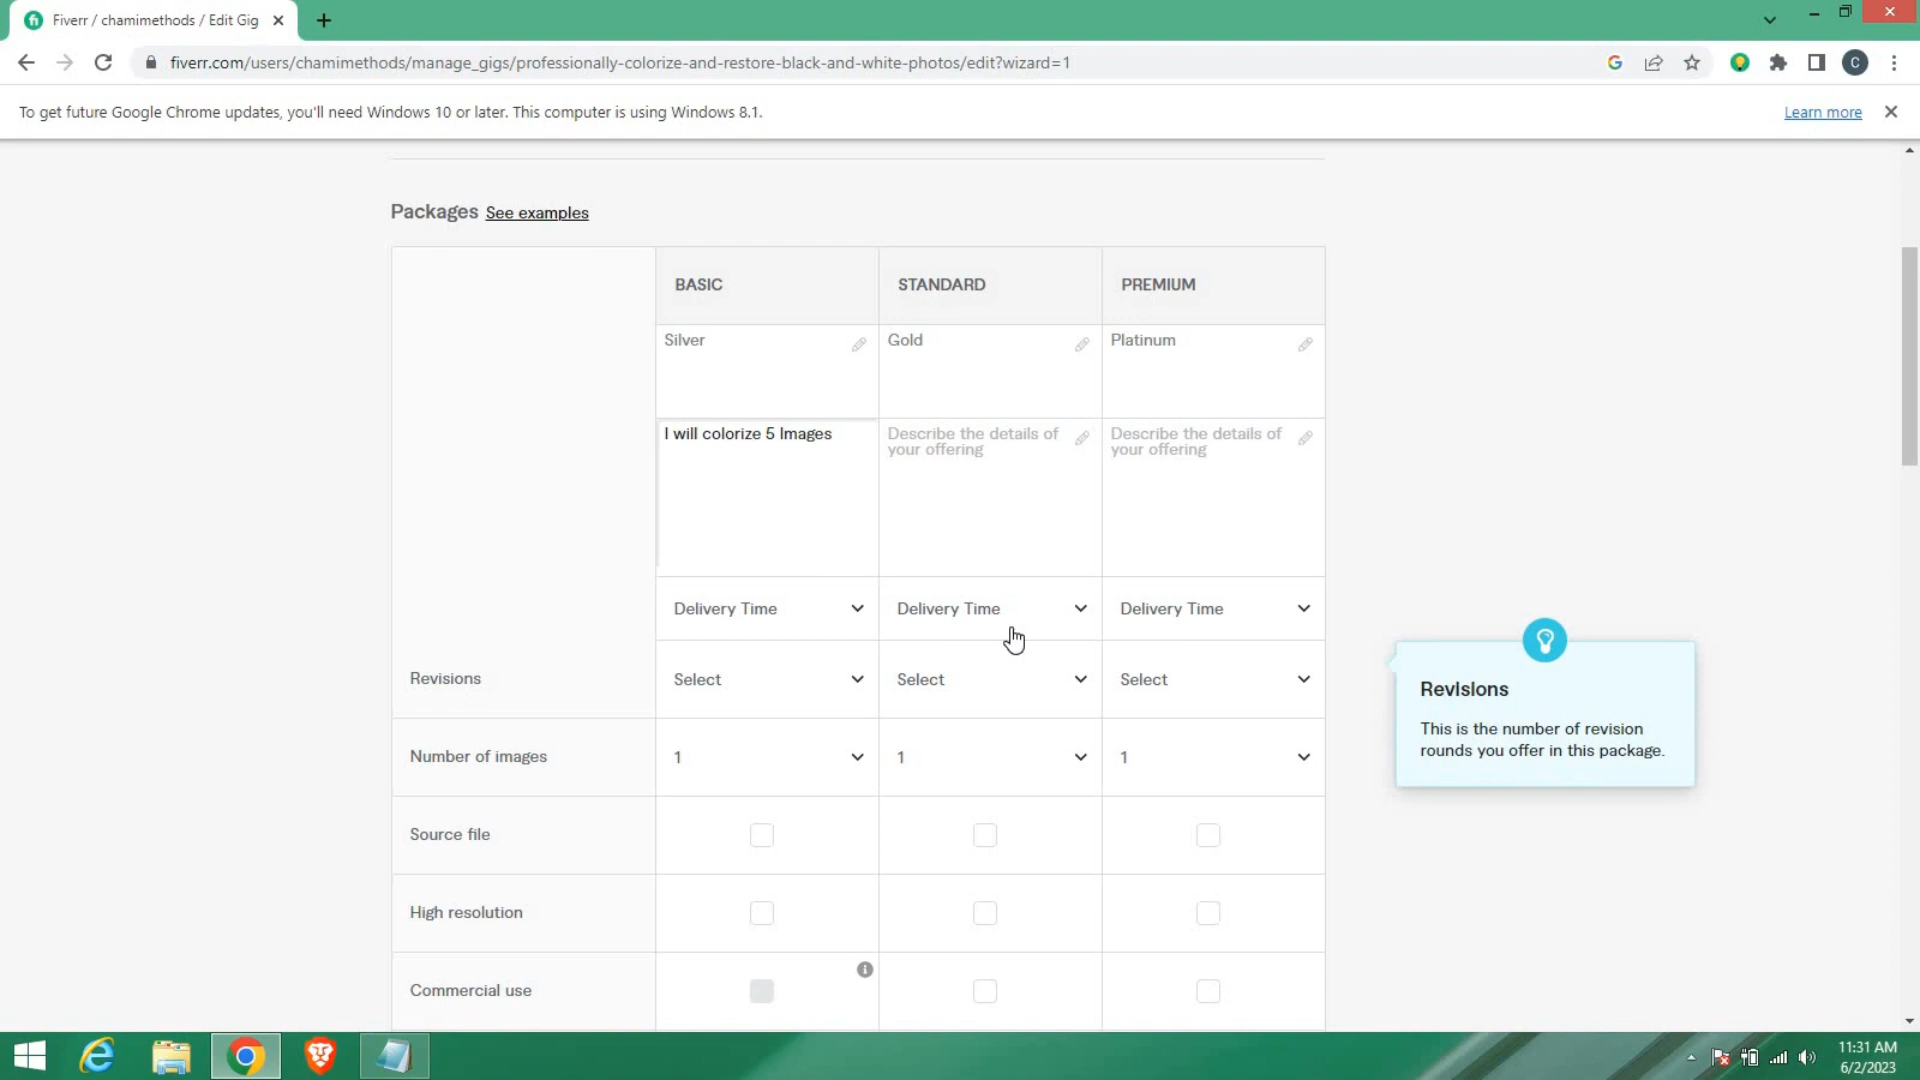 Fiverr / chamimethods / Edit Gig
fiverr.com/users/chamimethods/manage_gigs/professionally-colorize-and-restore-black-and-white-photos/edit?wizard=1
C
To get future Google Chrome updates, you'll need Windows 10 or later. This computer is using Windows 8.1.
Learn more
Packages See examples
BASIC STANDARD PREMIUM
Silver Gold Platinum
I will colorize 5 Images
Describe the details of your offering
Describe the details of your offering
Delivery Time Delivery Time Delivery Time
Revisions Select Select Select
Number of images 1 1 1
Source file
High resolution
Commercial use
Revisions
This is the number of revision
rounds you offer in this package.
11:31 AM
6/2/2023